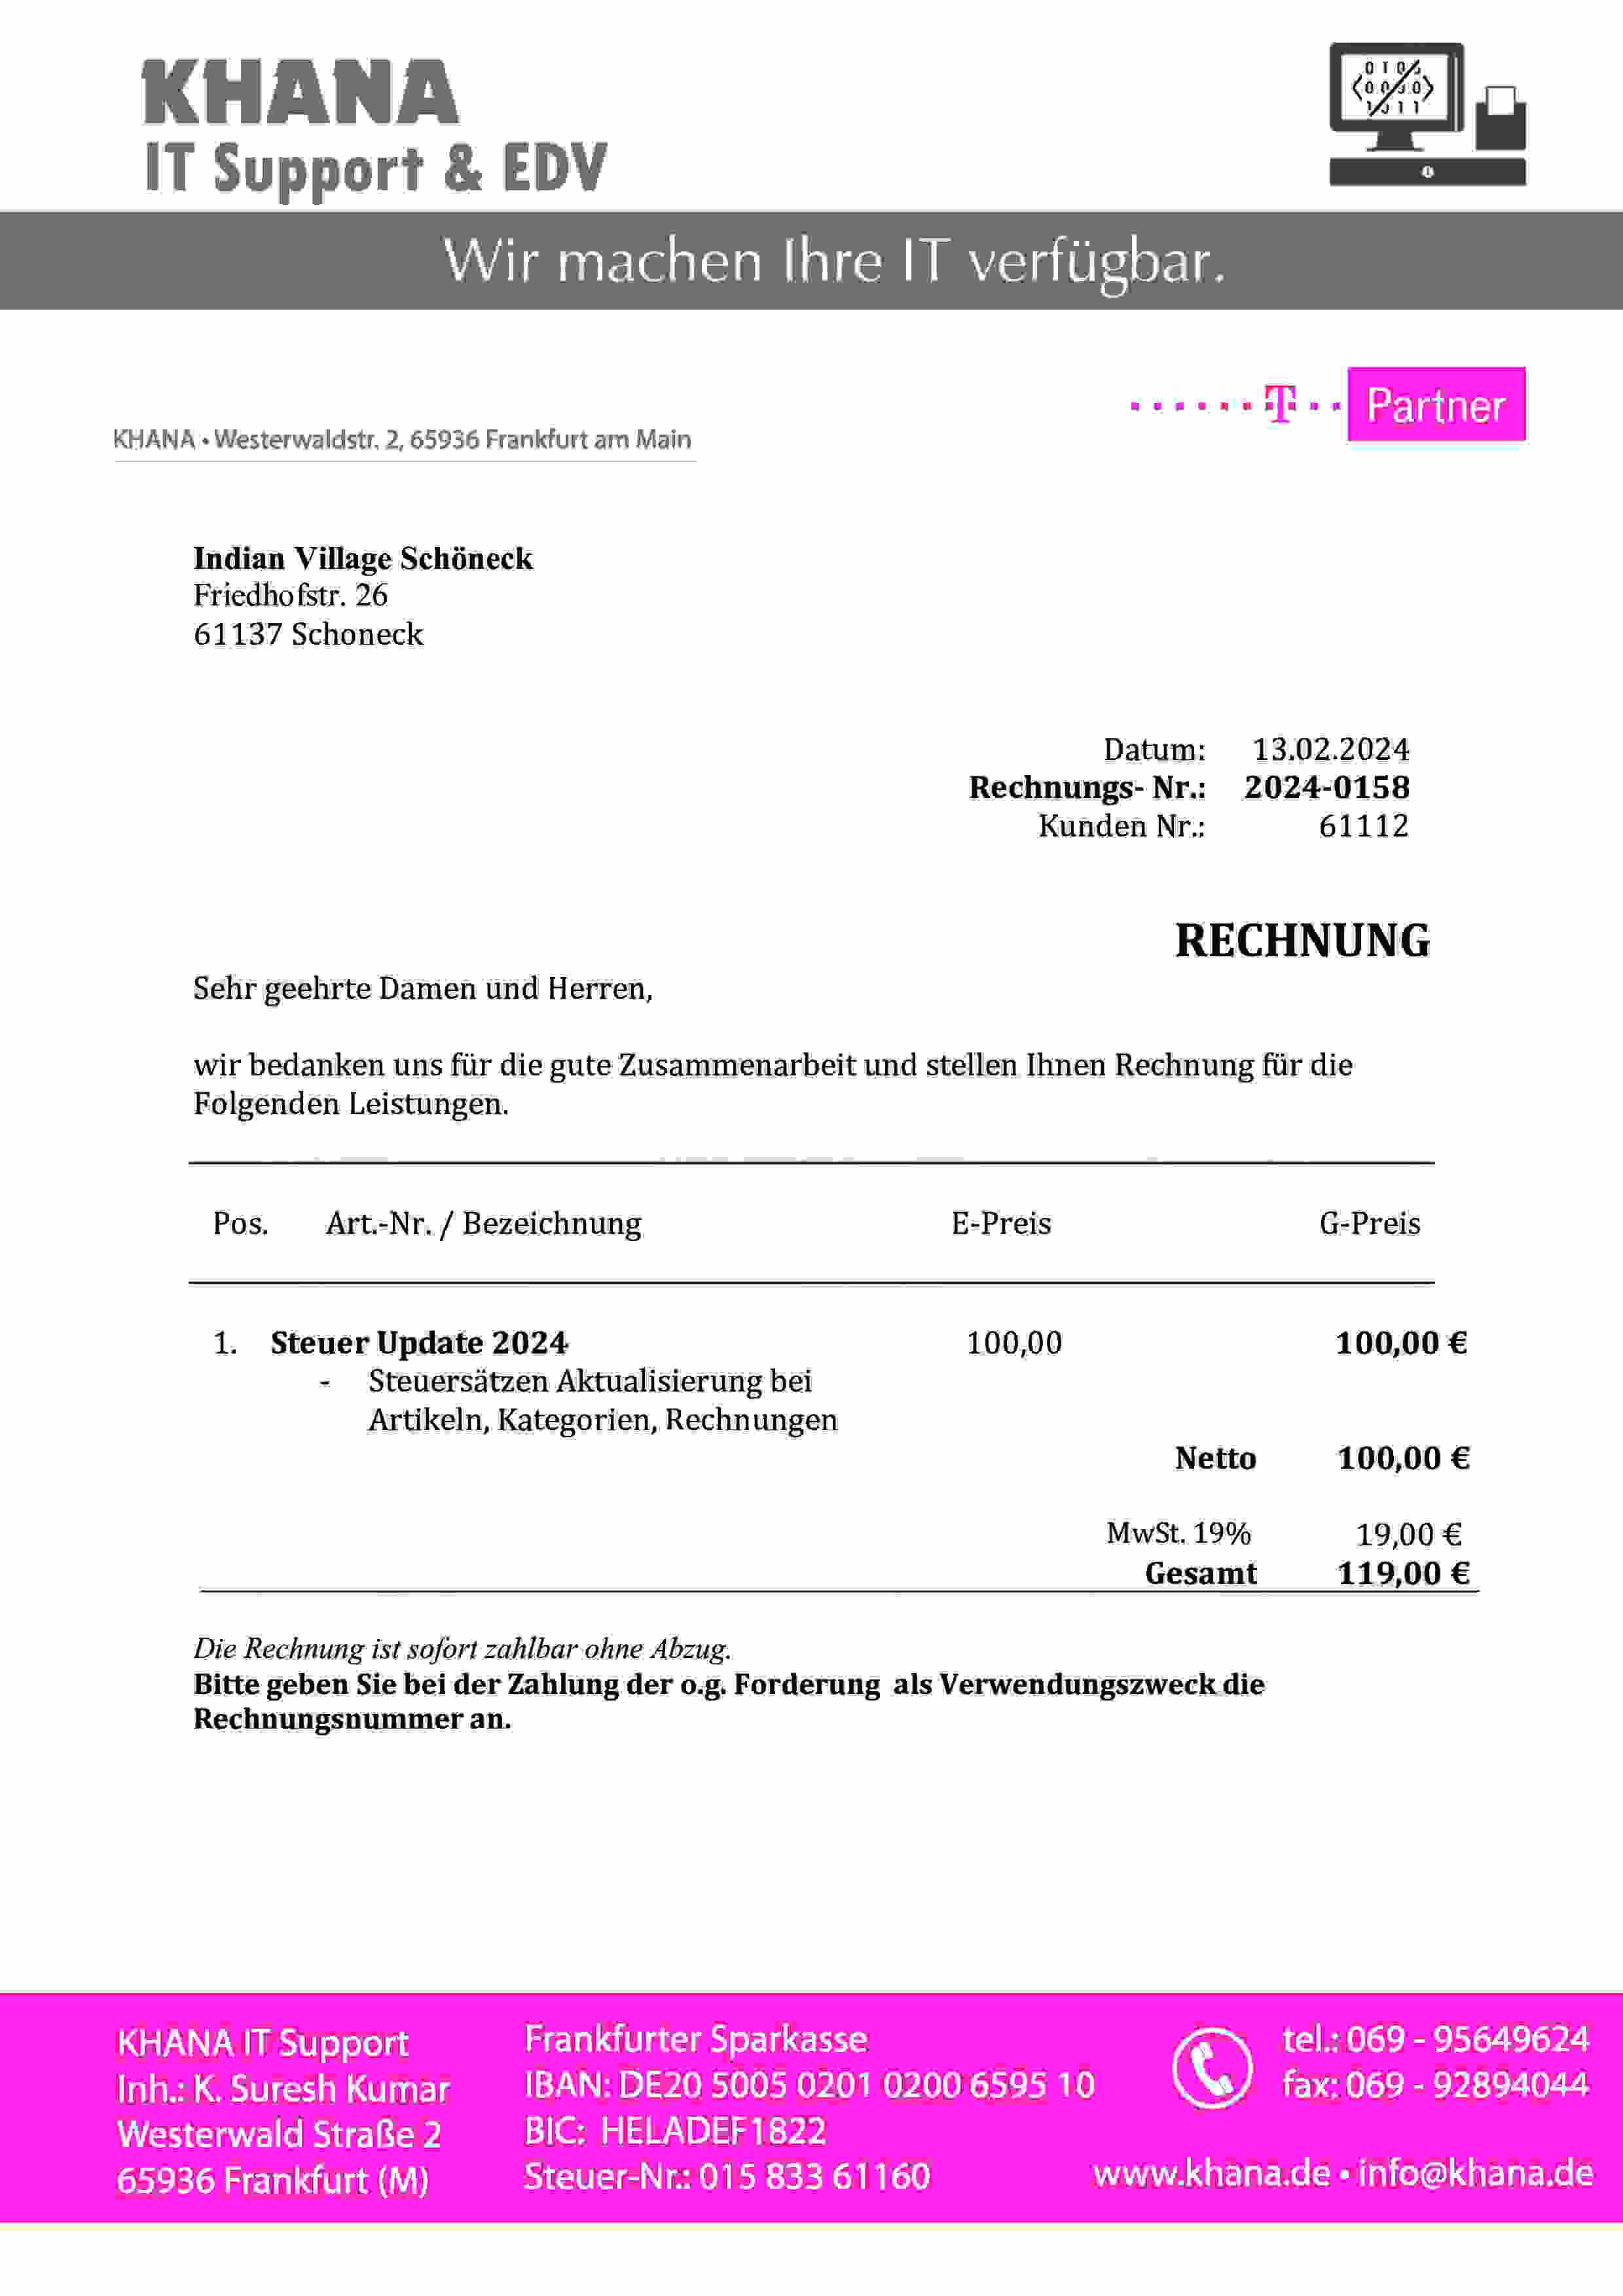 KHANA
IT Support & EDV
Wir machen Ihre IT verfügbar.
T Partner
KHANA • Westerwaldstr. 2, 65936 Frankfurt am Main
Indian Village Schöneck
Friedhofstr. 26
61137 Schoneck
Datum: 13.02.2024
Rechnungs- Nr.: 2024-0158
Kunden Nr.: 61112
RECHNUNG
Sehr geehrte Damen und Herren,
wir bedanken uns für die gute Zusammenarbeit und stellen Ihnen Rechnung für die
Folgenden Leistungen.
Pos. Art.-Nr. / Bezeichnung E-Preis G-Preis
1. Steuer Update 2024 100,00 100,00 €
- Steuersätzen Aktualisierung bei
Artikeln, Kategorien, Rechnungen
Netto 100,00 €
MwSt. 19% 19,00 €
Gesamt 119,00 €
Die Rechnung ist sofort zahlbar ohne Abzug.
Bitte geben Sie bei der Zahlung der o.g. Forderung als Verwendungszweck die
Rechnungsnummer an.
KHANA IT Support
Inh.: K. Suresh Kumar
Westerwald Straße 2
65936 Frankfurt (M)
Frankfurter Sparkasse
IBAN: DE20 5005 0201 0200 6595 10
BIC: HELADEF1822
Steuer-Nr.: 015 833 61160
tel.: 069 - 95649624
fax: 069 - 92894044
www.khana.de • info@khana.de